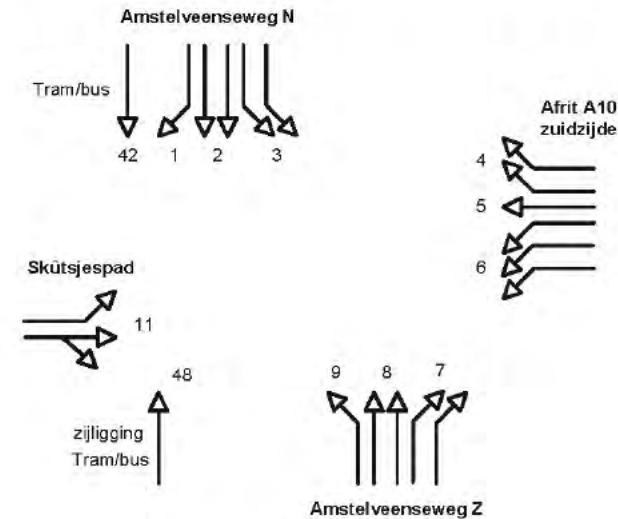 Amstelveenseweg N
Tram/bus
42 1 2 3
Afrit A10
zuidzijde
4
5
6
Skûtsjespad
11
48
9 8 7
zijligging
Tram/bus
Amstelveenseweg Z